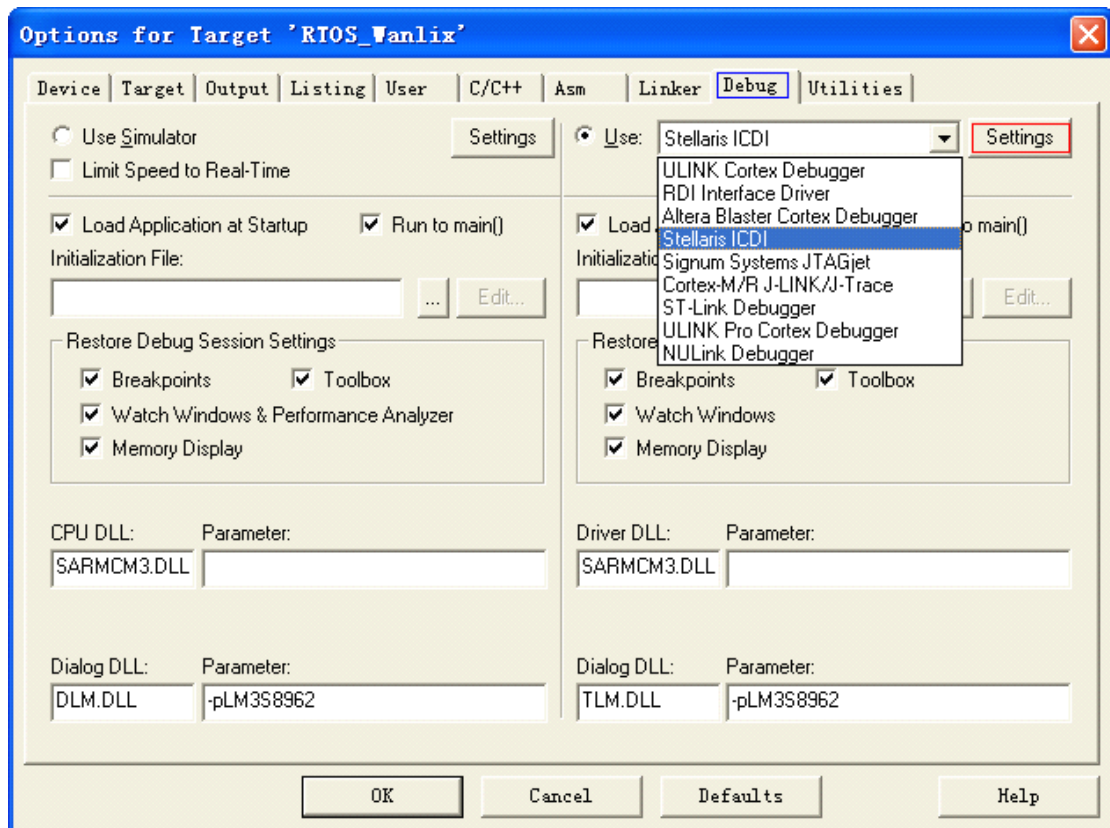 Options for Target 'RTOS_Wanlix'
Device Target Output Listing User C/C++ Asm Linker Debug Utilities
Use Simulator Settings Use: Stellaris ICDI Settings
Limit Speed to Real-Time
ULINK Cortex Debugger
RDI Interface Driver
Altera Blaster Cortex Debugger
Stellaris ICDI
Signum Systems JTAGjet
Cortex-M/R J-LINK/J-Trace
ST-Link Debugger
ULINK Pro Cortex Debugger
NULink Debugger
Load Application at Startup Run to main() Load o main()
Initialization File: Initializatio
... Edit... Edit...
Restore Debug Session Settings Restore
Breakpoints Toolbox Breakpoints Toolbox
Watch Windows & Performance Analyzer Watch Windows
Memory Display Memory Display
CPU DLL: Parameter: Driver DLL: Parameter:
SARMCM3.DLL SARMCM3.DLL
Dialog DLL: Parameter: Dialog DLL: Parameter:
DLM.DLL -pLM3S8962 TLM.DLL -pLM3S8962
OK Cancel Defaults Help